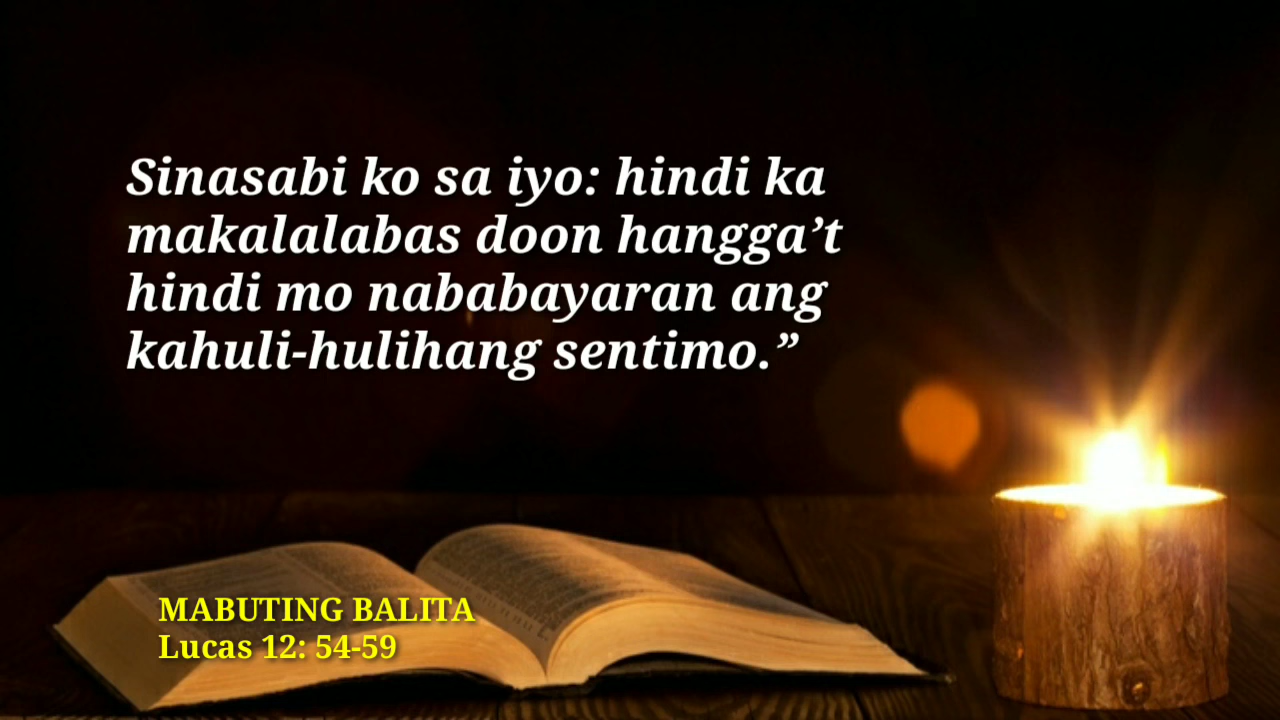 Sinasabi ko sa iyo: hindi ka
makalalabas doon hangga’t
hindi mo nababayaran ang
kahuli-hulihang sentimo.”
MABUTING BALITA
Lucas 12: 54-59